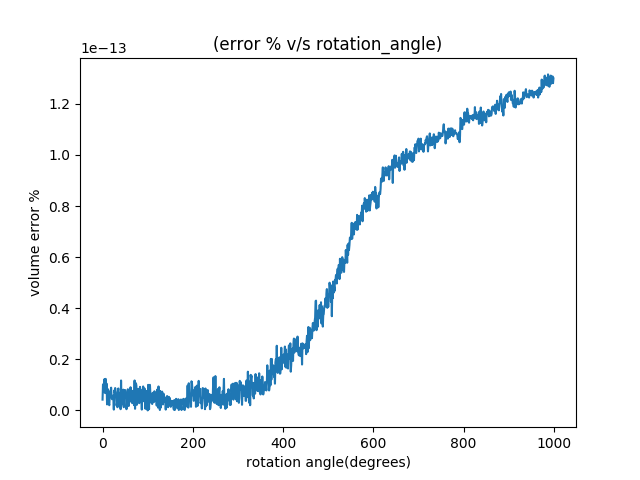 (error % v/s rotation_angle)
1e−13
volume error %
1.2
1.0
0.8
0.6
0.4
0.2
0.0
0 200 400 600 800 1000
rotation angle(degrees)